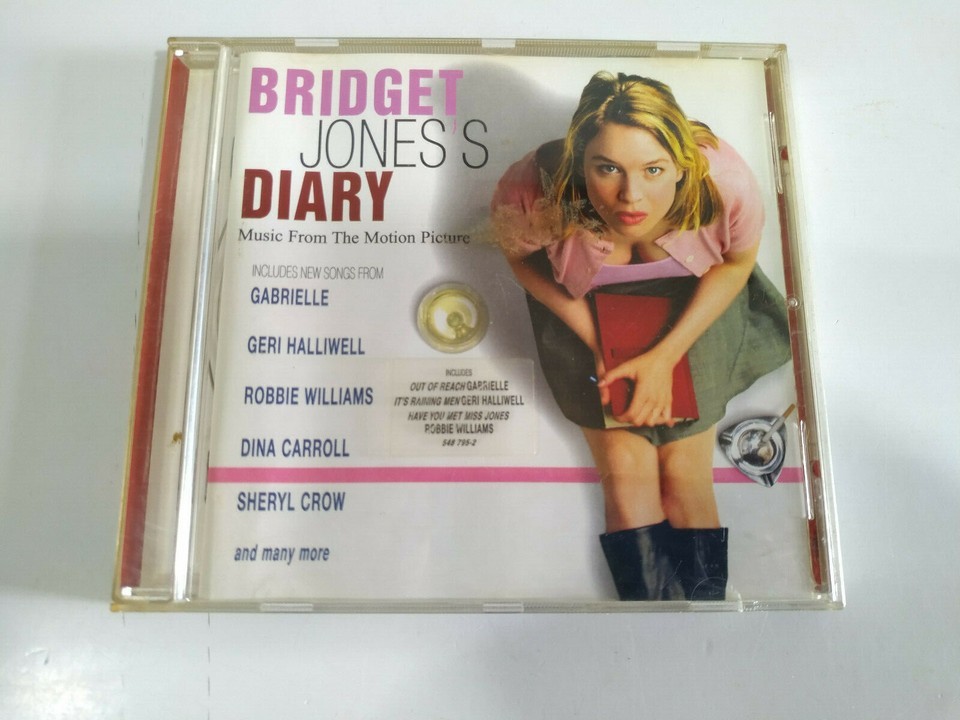 BRIDGET
JONES'S
DIARY
Music From The Motion Picture
INCLUDES NEW SONGS FROM
GABRIELLE
GERI HALLIWELL
ROBBIE WILLIAMS
DINA CARROLL
SHERYL CROW
and many more
INCLUDES
OUT OF REACH GABRIELLE
IT'S RAINING MEN GERI HALLIWELL
HAVE YOU MET MISS JONES
ROBBIE WILLIAMS
548 795-2